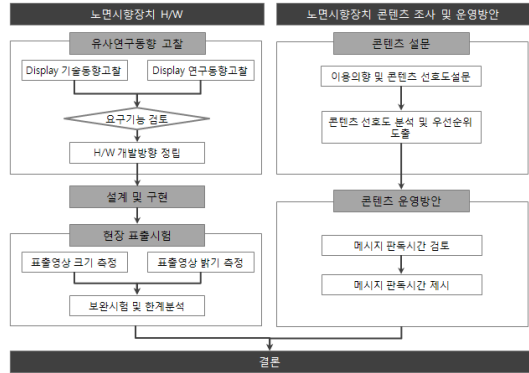 노면시향장치 H/W
유사연구동향 고찰
Display 기술동향고찰
Display 연구동향고찰
요구기능 검토
H/W 개발방향 정립
설계 및 구현
현장 표출시험
표출영상 크기 측정
표출영상 밝기 측정
보완시험 및 한계분석
노면시향장치 콘텐츠 조사 및 운영방안
콘텐츠 설문
이용의향 및 콘텐츠 선호도설문
콘텐츠 선호도 분석 및 우선순위
도출
콘텐츠 운영방안
메시지 판독시간 검토
메시지 판독시간 제시
결론